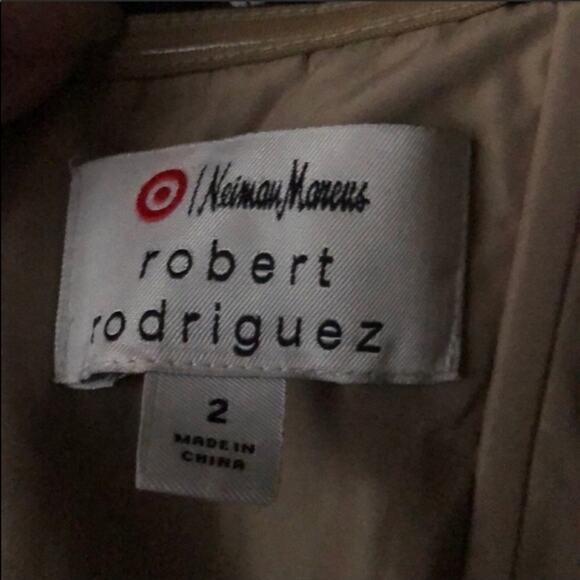 / Neiman Marcus
robert
rodriguez
2
MADE IN
CHINA